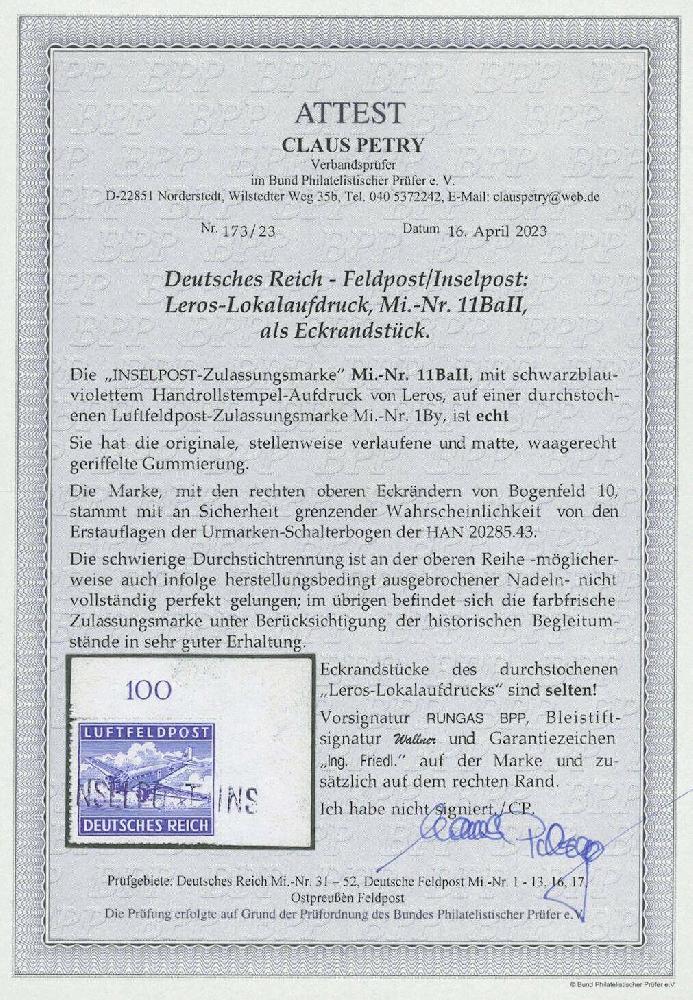 ATTEST
CLAUS PETRY
Verbandsprüfer
im Bund Philatelistischer Prüfer e. V.
D-22851 Norderstedt, Wilstedter Weg 35b, Tel. 040 5372242, E-Mail: clauspetry@web.de
Nr. 173/23 Datum 16. April 2023
Deutsches Reich - Feldpost/Inselpost:
Leros-Lokalaufdruck, Mi.-Nr. 11BaII,
als Eckrandstück.
Die „INSELPOST-Zulassungsmarke" Mi.-Nr. 11BaII, mit schwarzblau-
violettem Handrollstempel-Aufdruck von Leros, auf einer durchstoch-
enen Luftfeldpost-Zulassungsmarke Mi.-Nr. 1By, ist echt
Sie hat die originale, stellenweise verlaufene und matte, waagerecht
geriffelte Gummierung.
Die Marke, mit den rechten oberen Eckrändern von Bogenfeld 10,
stammt mit an Sicherheit grenzender Wahrscheinlichkeit von den
Erstauflagen der Urmarken-Schalterbogen der HAN 20285.43.
Die schwierige Durchstichtrennung ist an der oberen Reihe -möglicher-
weise auch infolge herstellungsbedingt ausgebrochener Nadeln- nicht
vollständig perfekt gelungen; im übrigen befindet sich die farbfrische
Zulassungsmarke unter Berücksichtigung der historischen Begleitum-
stände in sehr guter Erhaltung.
100
LUFTFELDPOST
NSELPOST INS
DEUTSCHES REICH
Eckrandstücke des durchstochenen
„Leros-Lokalaufdrucks" sind selten!
Vorsignatur RUNGAS BPP, Bleistift-
signatur Wallner und Garantiezeichen
„Ing. Friedl." auf der Marke und zu-
sätzlich auf dem rechten Rand.
Ich habe nicht signiert./CP.
Prüfgebiete: Deutsches Reich Mi.-Nr. 31 – 52, Deutsche Feldpost Mi.-Nr. 1 - 13, 16, 17,
Ostpreußen Feldpost
Die Prüfung erfolgte auf Grund der Prüfordnung des Bundes Philatelistischer Prüfer e.V.
© Bund Philatelistischer Prüfer e.V.